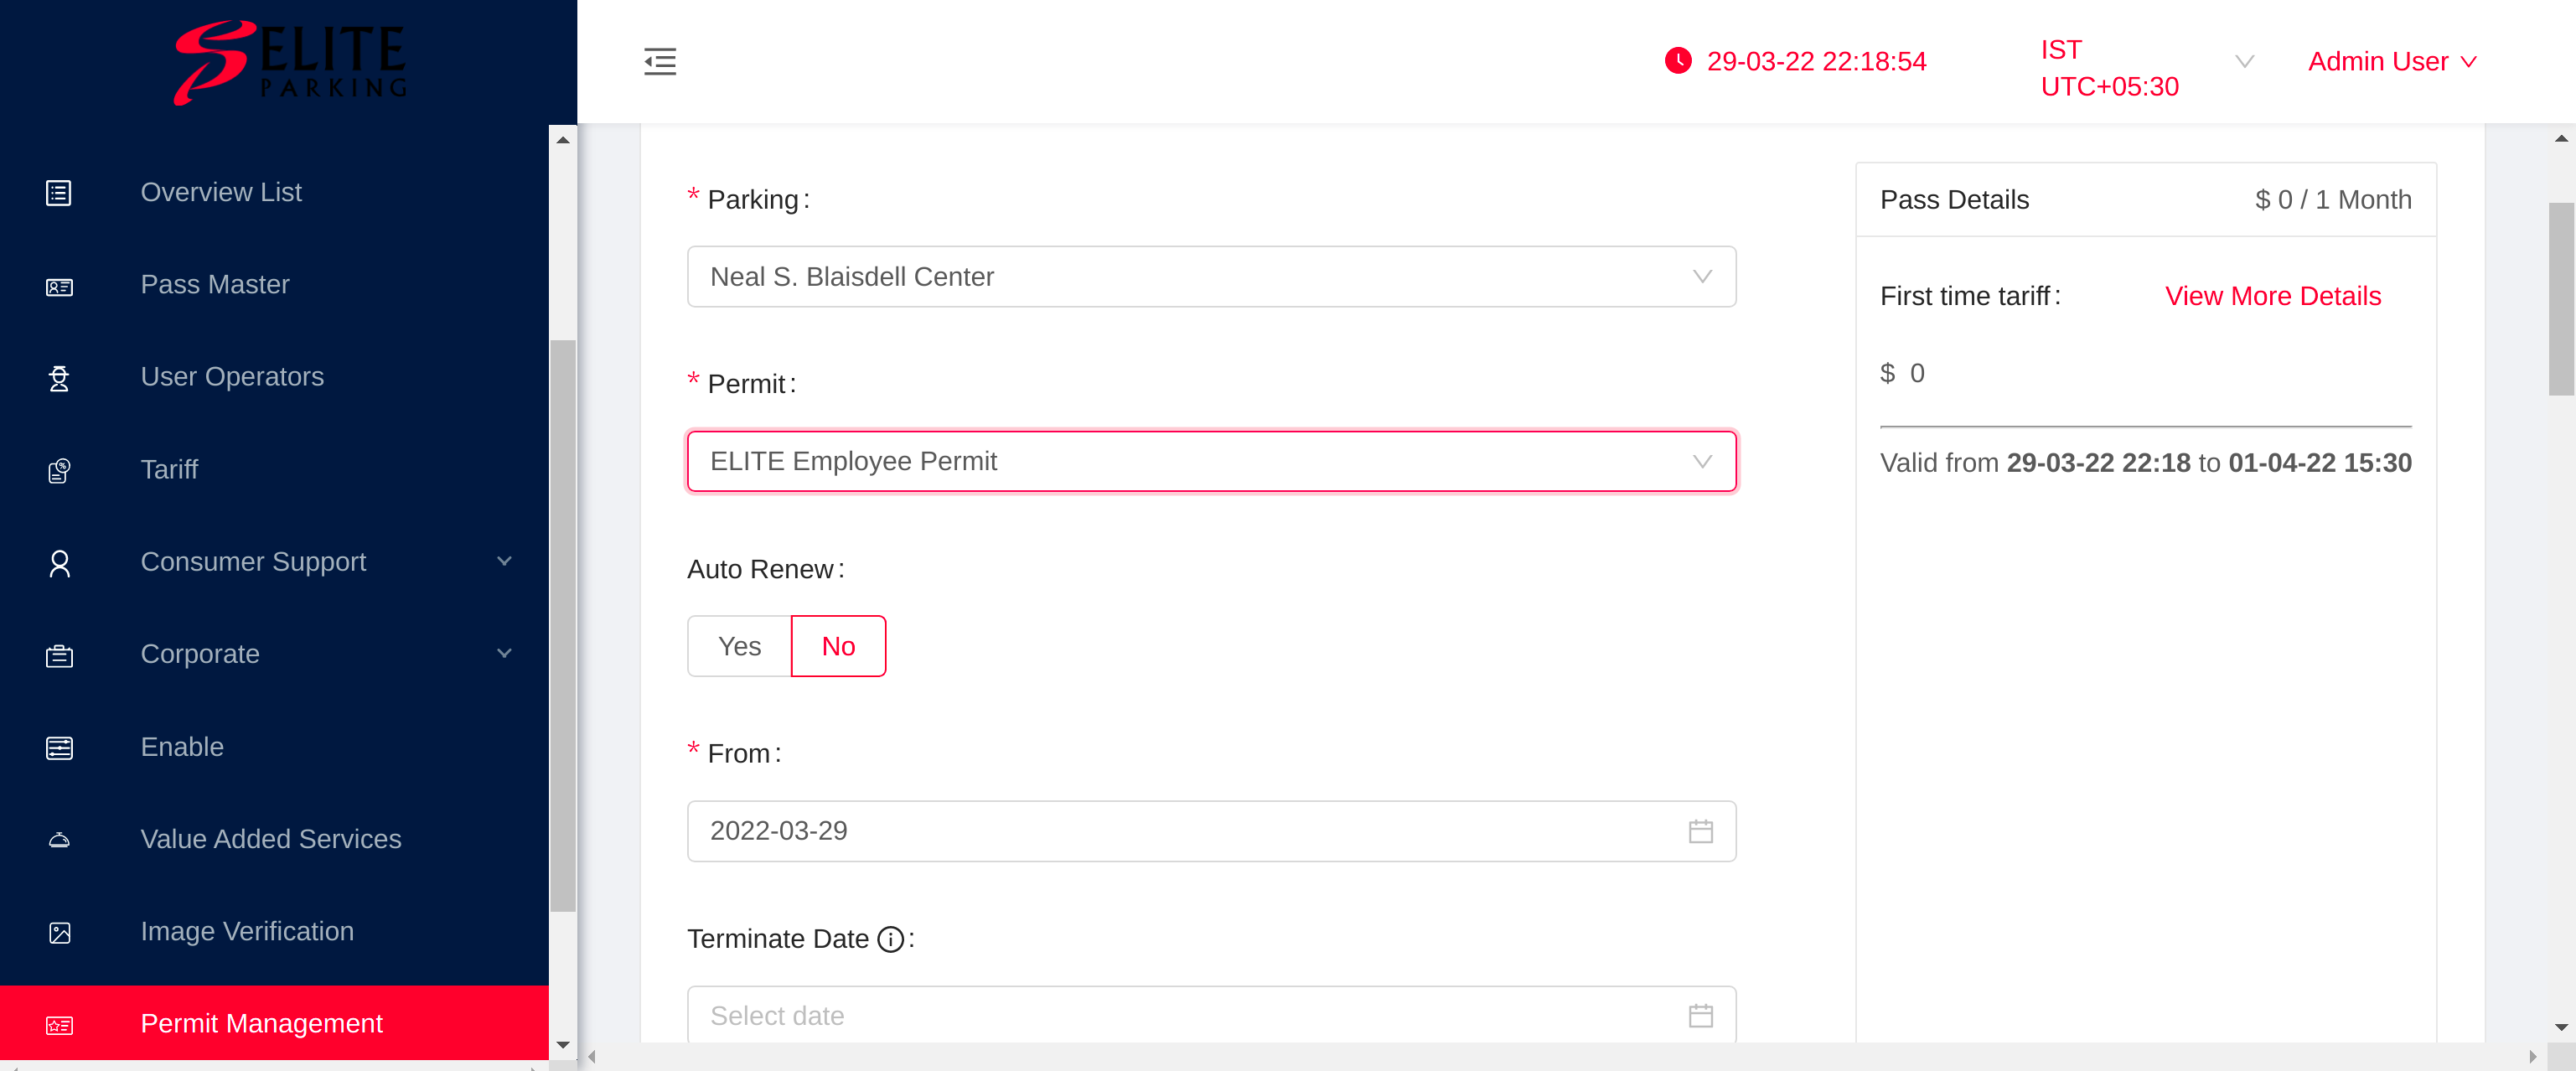 ELITE
PARKING
29-03-22 22:18:54
IST
UTC+05:30
Admin User
Overview List
Pass Master
User Operators
Tariff
Consumer Support
Corporate
Enable
Value Added Services
Image Verification
Permit Management
* Parking :
Neal S. Blaisdell Center
* Permit :
ELITE Employee Permit
Auto Renew :
Yes No
* From :
2022-03-29
Terminate Date :
Select date
Pass Details $ 0 / 1 Month
First time tariff : View More Details
$ 0
Valid from 29-03-22 22:18 to 01-04-22 15:30